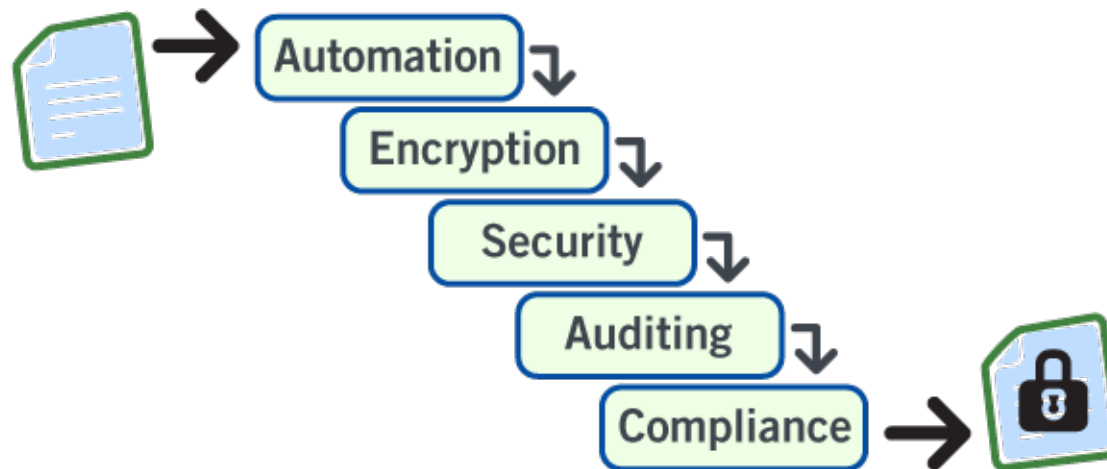 Automation
Encryption
Security
Auditing
Compliance